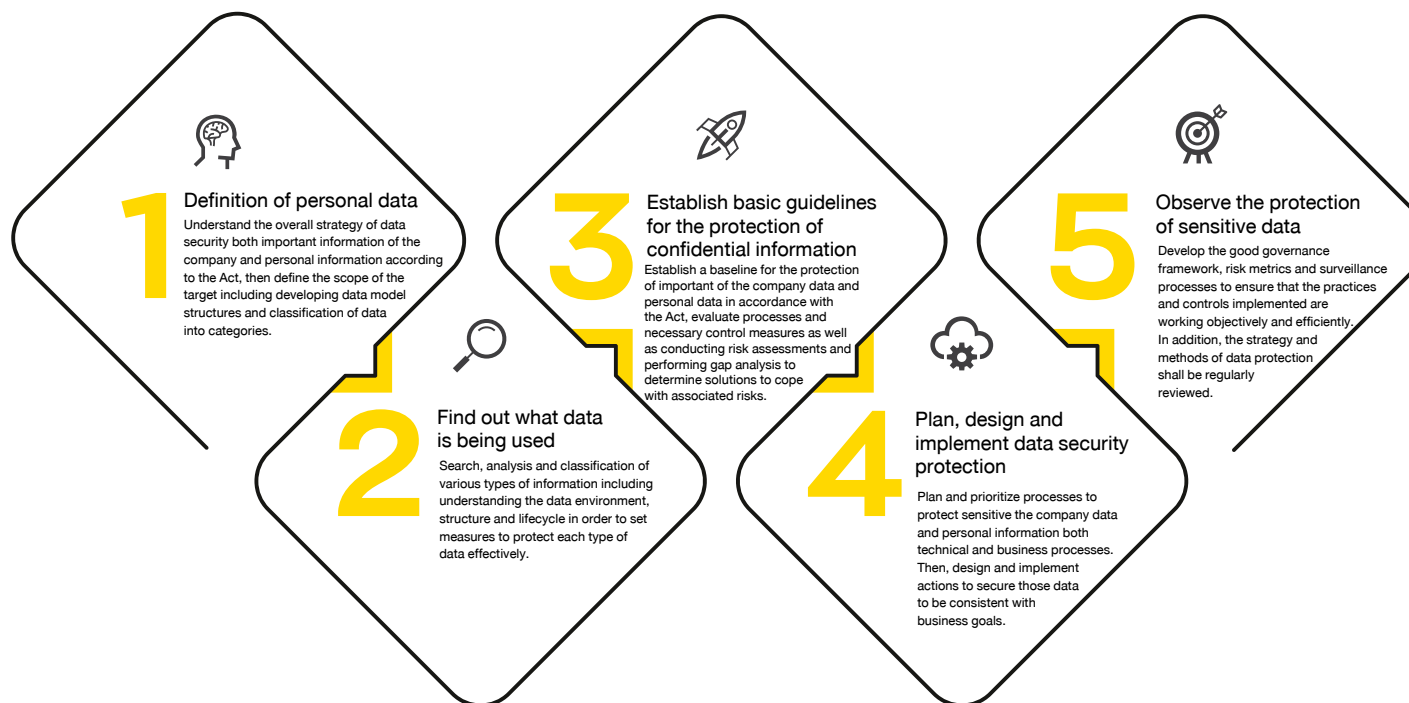 1
Definition of personal data
Understand the overall strategy of data
security both important information of the
company and personal information according
to the Act, then define the scope of the
target including developing data model
structures and classification of data
into categories.
2
Find out what data
is being used
Search, analysis and classification of
various types of information including
understanding the data environment,
structure and lifecycle in order to set
measures to protect each type of
data effectively.
3
Establish basic guidelines
for the protection of
confidential information
Establish a baseline for the protection
of important of the company data and
personal data in accordance with
the Act, evaluate processes and
necessary control measures as well
as conducting risk assessments and
performing gap analysis to
determine solutions to cope
with associated risks.
4
Plan, design and
implement data security
protection
Plan and prioritize processes to
protect sensitive the company data
and personal information both
technical and business processes.
Then, design and implement
actions to secure those data
to be consistent with
business goals.
5
Observe the protection
of sensitive data
Develop the good governance
framework, risk metrics and surveillance
processes to ensure that the practices
and controls implemented are
working objectively and efficiently.
In addition, the strategy and
methods of data protection
shall be regularly
reviewed.